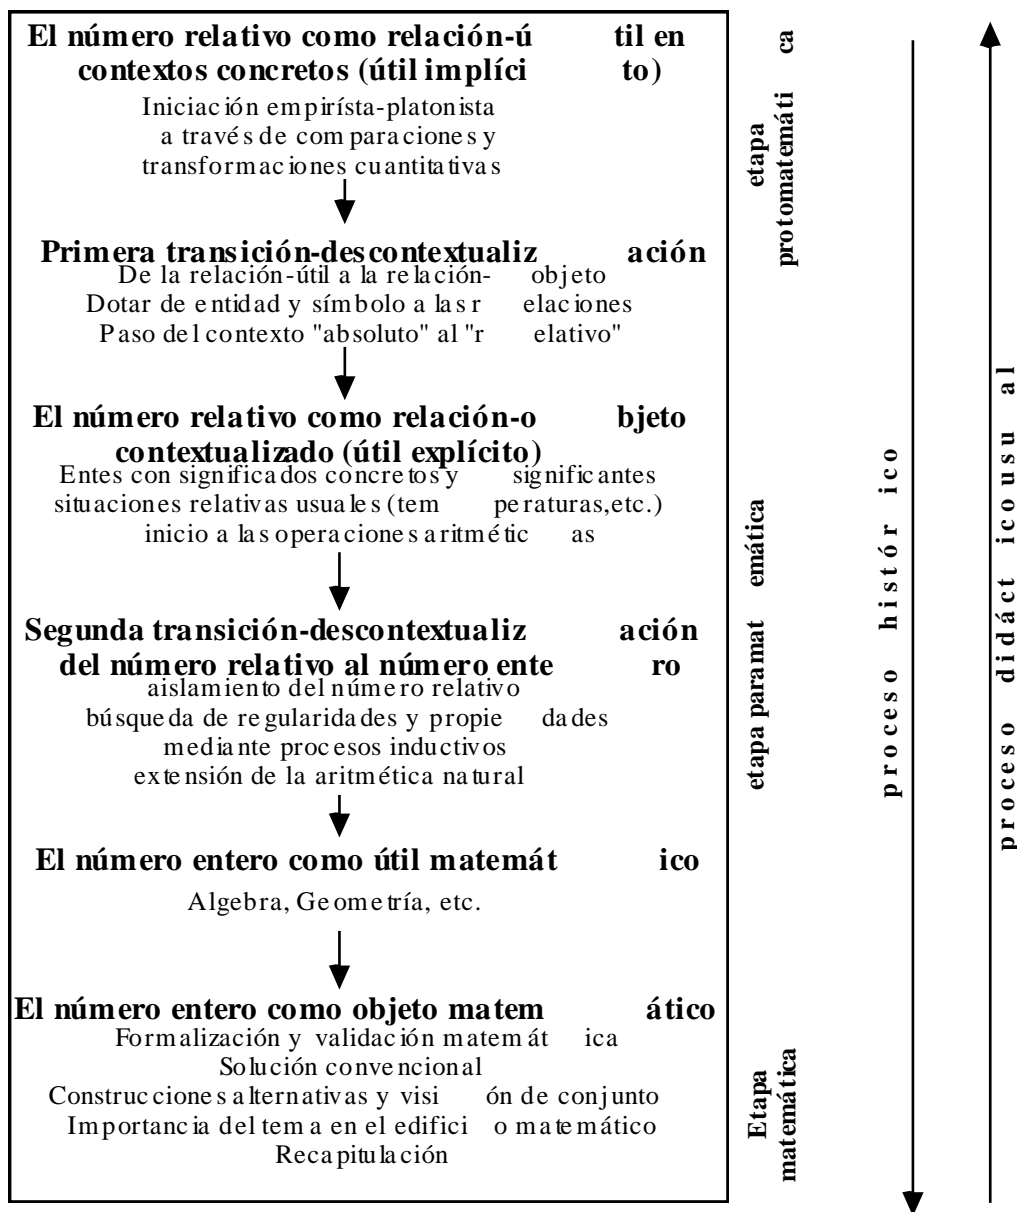 El número relativo como relación-útil en
contextos concretos (útil implícito)
Iniciación empirísta-platonista
a través de comparaciones y
transformaciones cuantitativas
Primera transición-descontextualización
De la relación-útil a la relación-objeto
Dotar de entidad y símbolo a las relaciones
Paso del contexto "absoluto" al "relativo"
El número relativo como relación-objeto
contextualizado (útil explícito)
Entes con significados concretos y significantes
situaciones relativas usuales (temperaturas,etc.)
inicio a las operaciones aritméticas
Segunda transición-descontextualización
del número relativo al número entero
aislamiento del número relativo
búsqueda de regularidades y propiedades
mediante procesos inductivos
extensión de la aritmética natural
El número entero como útil matemático
Algebra, Geometría, etc.
El número entero como objeto matemático
Formalización y validación matemática
Solución convencional
Construcciones alternativas y visión de conjunto
Importancia del tema en el edificio matemático
Recapitulación
etapa
protomatemática
etapa paramatemática
Etapa
matemática
proceso histórico
proceso didáctico usual